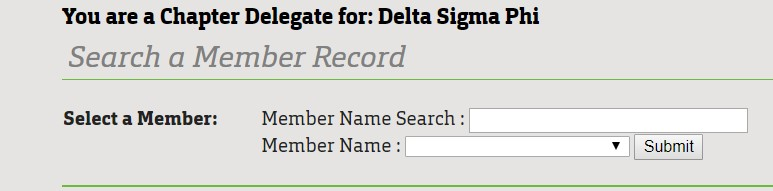 You are a Chapter Delegate for: Delta Sigma Phi
Search a Member Record
Select a Member: Member Name Search :
Member Name : Submit